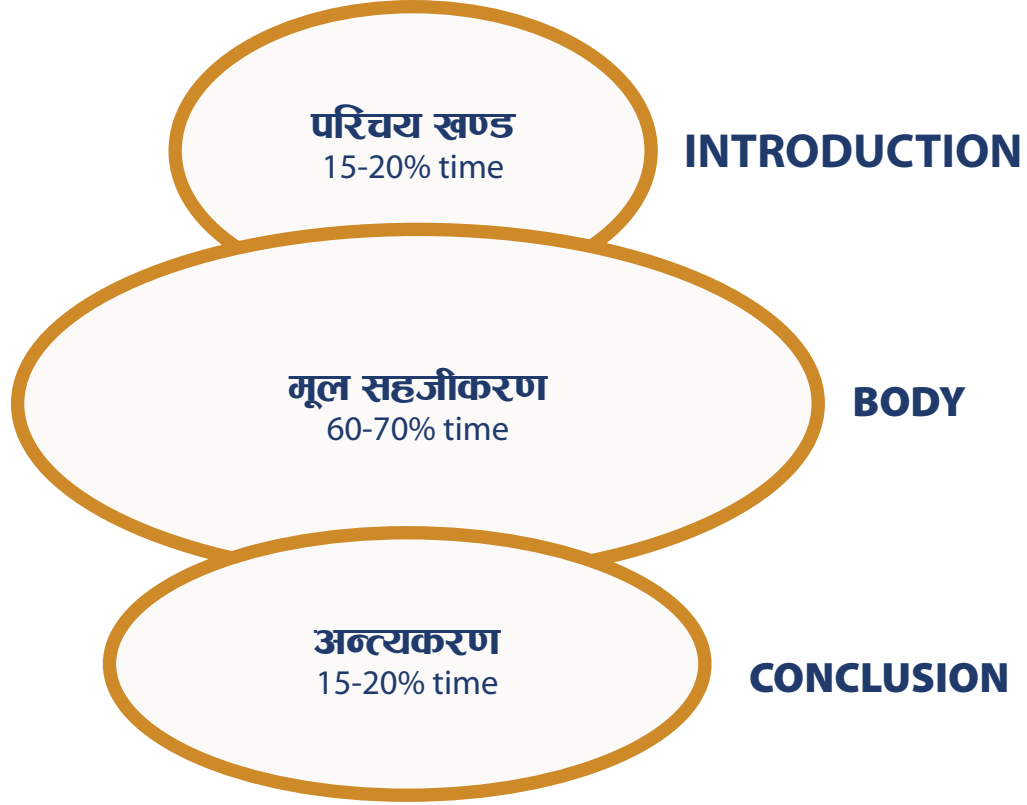 परिचय खण्ड
15-20% time
INTRODUCTION
मूल सहजीकरण
60-70% time
BODY
अन्त्यकरण
15-20% time
CONCLUSION